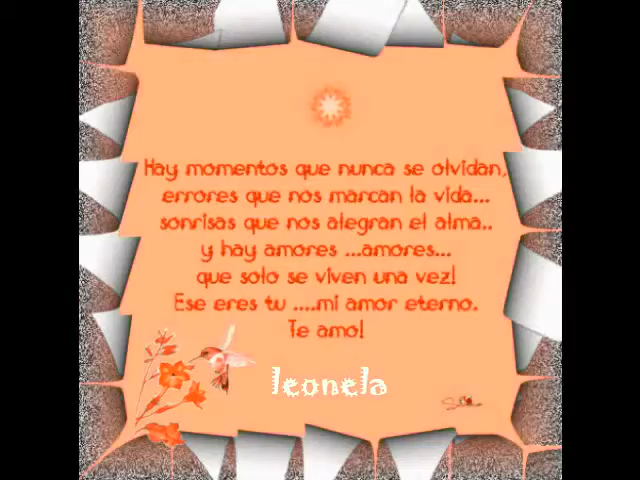 Hay momentos que nunca se olvidan,
errores que nos marcan la vida...
sonrisas que nos alegran el alma..
y hay amores ...amores...
que solo se viven una vez!
Ese eres tu ....mi amor eterno.
Te amo!
leonela